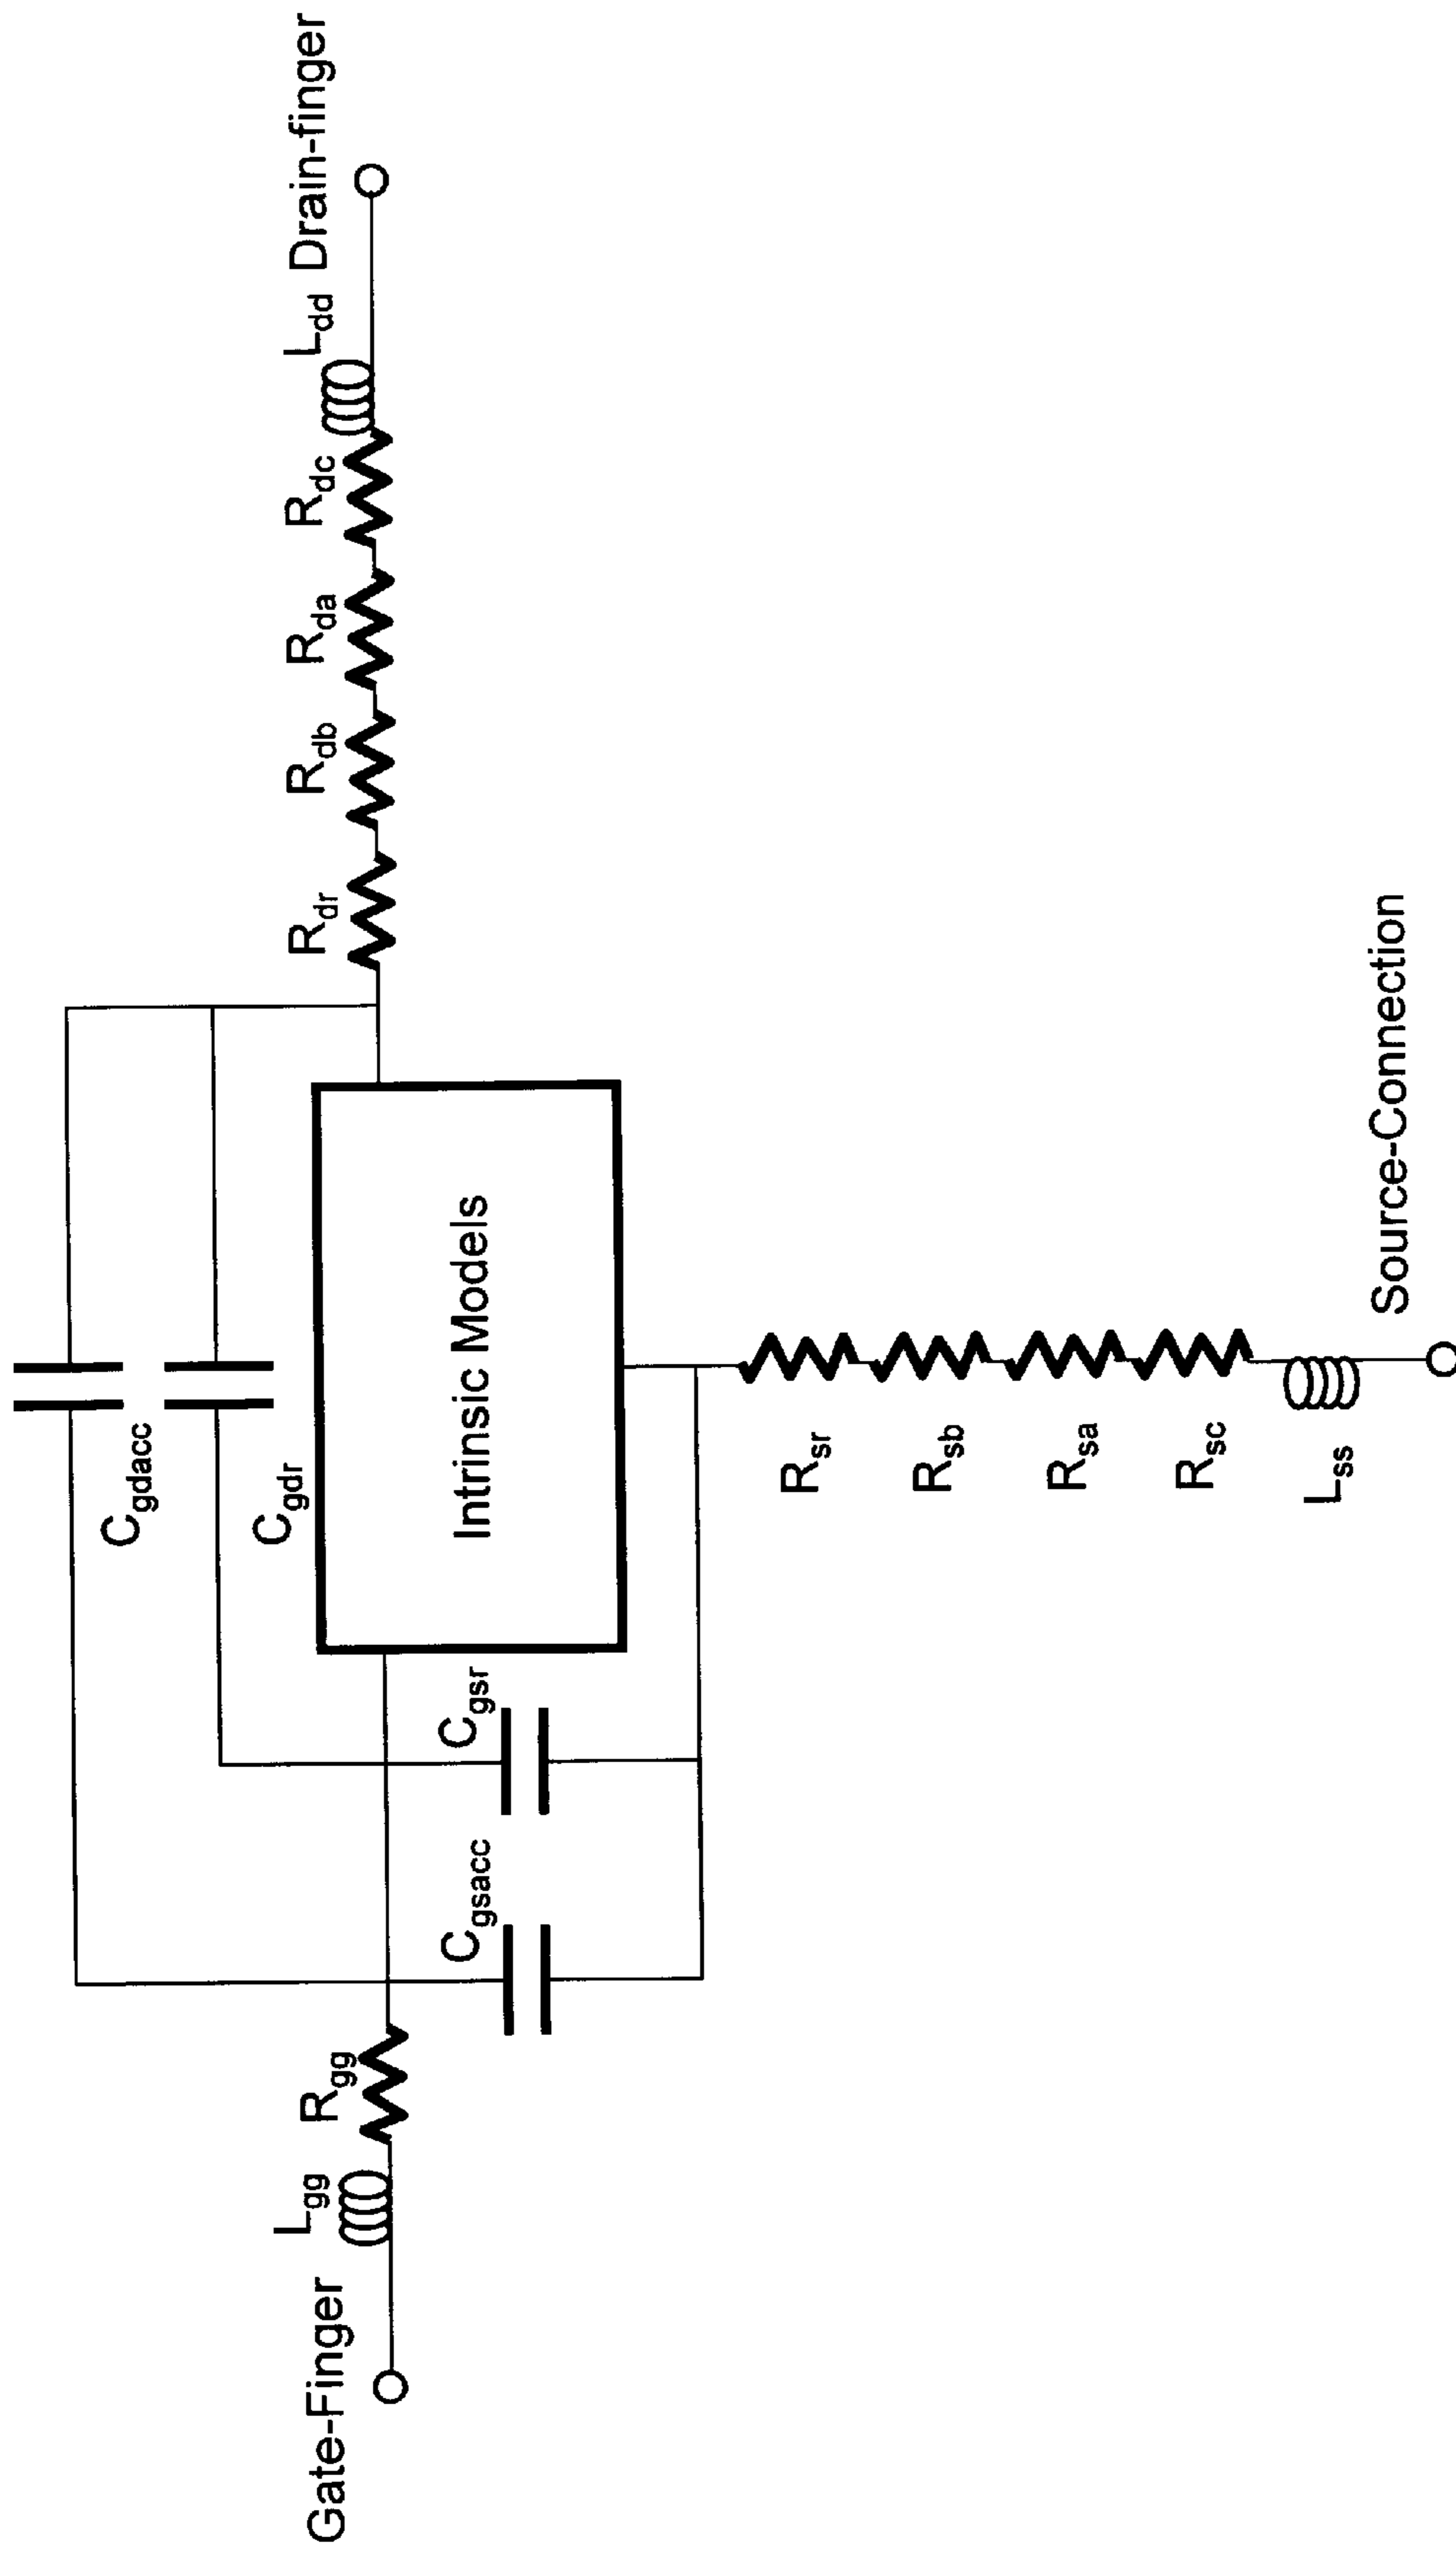 C_gdacc
C_gdr
Gate-Finger
L_gg
R_gg
C_gsacc
C_gsr
Intrinsic Models
R_dr
R_db
R_da
R_dc
L_dd
Drain-finger
R_sr
R_sb
R_sa
R_sc
L_ss
Source-Connection